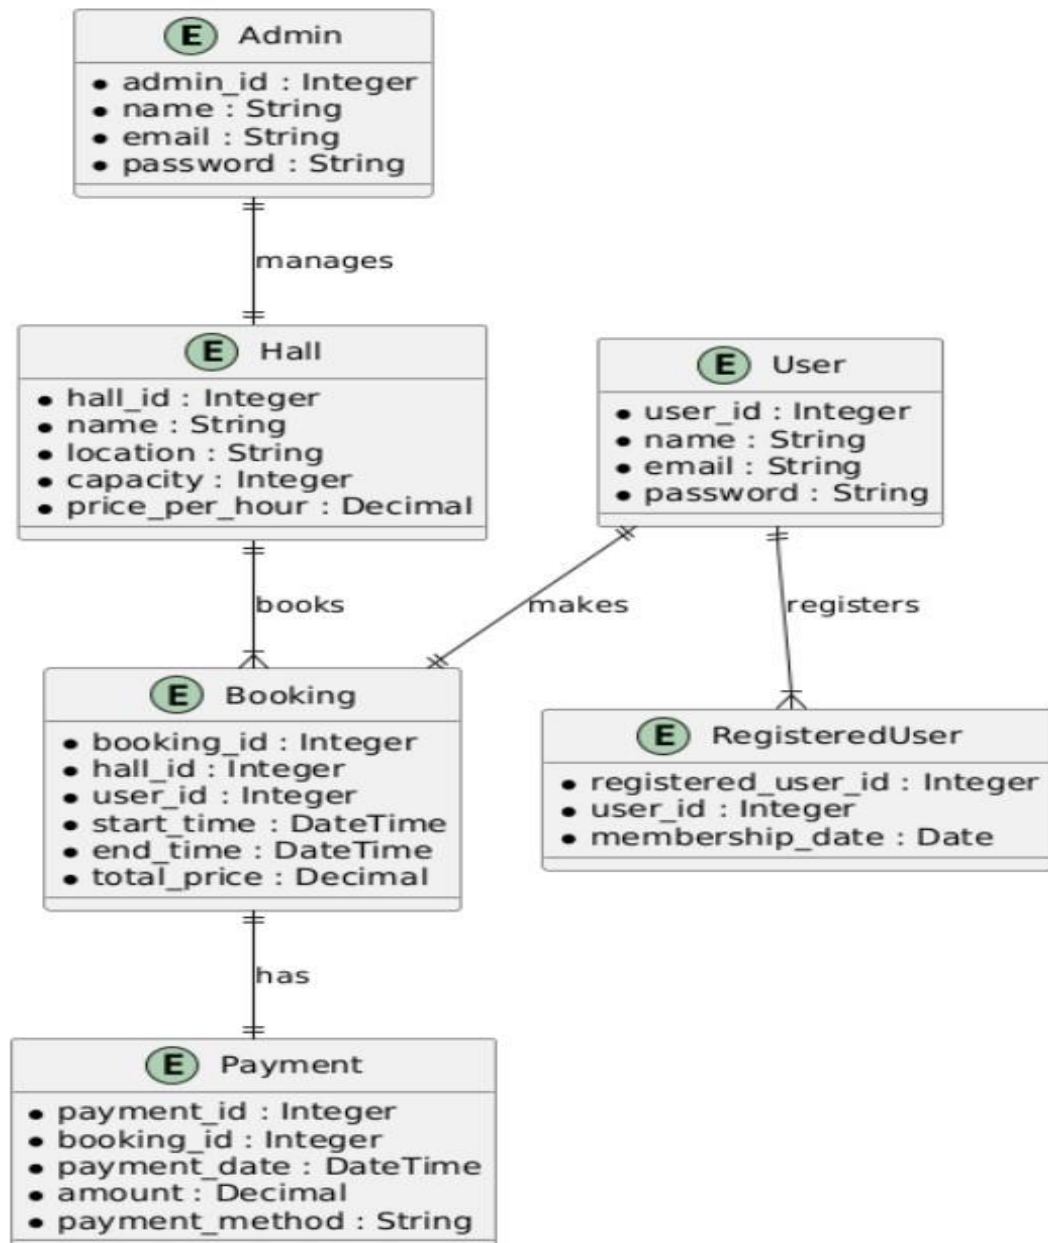 E Admin
admin_id : Integer
name : String
email : String
password : String
manages
E Hall
hall_id : Integer
name : String
location : String
capacity : Integer
price_per_hour : Decimal
E User
user_id : Integer
name : String
email : String
password : String
books
makes
registers
E Booking
booking_id : Integer
hall_id : Integer
user_id : Integer
start_time : DateTime
end_time : DateTime
total_price : Decimal
E RegisteredUser
registered_user_id : Integer
user_id : Integer
membership_date : Date
has
E Payment
payment_id : Integer
booking_id : Integer
payment_date : DateTime
amount : Decimal
payment_method : String